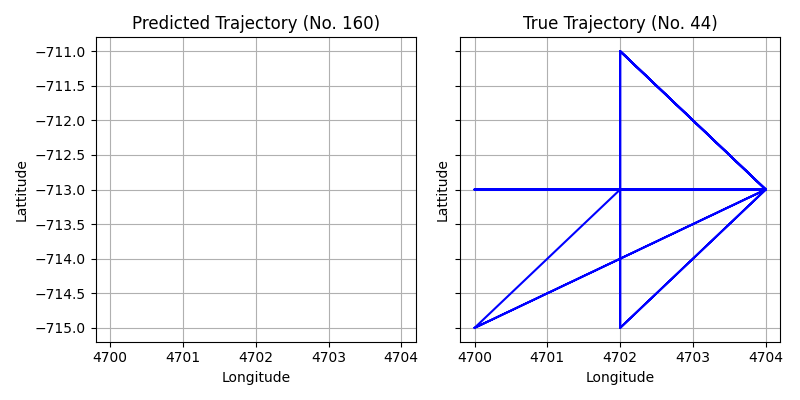 Predicted Trajectory (No. 160)
Lattitude
−711.0
−711.5
−712.0
−712.5
−713.0
−713.5
−714.0
−714.5
−715.0
4700 4701 4702 4703 4704
Longitude
True Trajectory (No. 44)
Lattitude
4700 4701 4702 4703 4704
Longitude